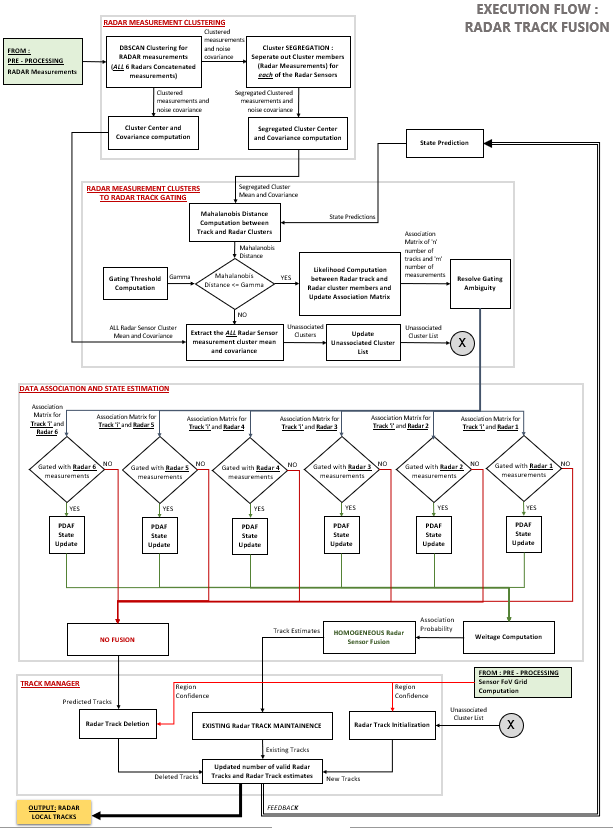 EXECUTION FLOW :
RADAR TRACK FUSION
RADAR MEASUREMENT CLUSTERING
FROM :
PRE - PROCESSING
RADAR Measurements
DBSCAN Clustering for
RADAR measurements
(ALL 6 Radars Concatenated
measurements)
Clustered
measurements
and noise
covariance
Cluster SEGREGATION :
Seperate out Cluster members
(Radar Measurements) for
each of the Radar Sensors
Clustered
measurements and
noise covariance
Segregated Clustered
measurements and
noise covariance
Cluster Center and
Covariance computation
Segregated Cluster Center
and Covariance computation
State Prediction
RADAR MEASUREMENT CLUSTERS
TO RADAR TRACK GATING
Segregated Cluster
Mean and Covariance
Mahalanobis Distance
Computation between
Track and Radar Clusters
State Predictions
Mahalanobis
Distance
Association
Matrix of 'n'
number of
tracks and 'm'
number of
measurements
Gating Threshold
Computation
Gamma
Mahalanobis
Distance <= Gamma
YES
Likelihood Computation
between Radar track and
Radar cluster members and
Update Association Matrix
Resolve Gating
Ambiguity
NO
ALL Radar Sensor Cluster
Mean and Covariance
Extract the ALL Radar Sensor
measurement cluster mean
and covariance
Unassociated
Clusters
Update
Unassociated Cluster
List
Unassociated
Cluster List
X
DATA ASSOCIATION AND STATE ESTIMATION
Association
Matrix for
Track 'i' and
Radar 6
Association Matrix for
Track 'i' and Radar 5
Association Matrix for
Track 'i' and Radar 4
Association Matrix for
Track 'i' and Radar 3
Association Matrix for
Track 'i' and Radar 2
Association Matrix for
Track 'i' and Radar 1
Gated with Radar 6
measurements
NO
Gated with Radar 5
measurements
NO
Gated with Radar 4
measurements
NO
Gated with Radar 3
measurements
NO
Gated with Radar 2
measurements
NO
Gated with Radar 1
measurements
NO
YES
YES
YES
YES
YES
YES
PDAF
State
Update
PDAF
State
Update
PDAF
State
Update
PDAF
State
Update
PDAF
State
Update
PDAF
State
Update
NO FUSION
Track Estimates
HOMOGENEOUS Radar
Sensor Fusion
Association
Probability
Weitage Computation
TRACK MANAGER
FROM : PRE - PROCESSING
Sensor FoV Grid
Computation
Predicted Tracks
Region
Confidence
Region
Confidence
Radar Track Deletion
EXISTING Radar TRACK MAINTAINENCE
Radar Track Initialization
Unassociated
Cluster List
X
Existing Tracks
Deleted Tracks
Updated number of valid Radar
Tracks and Radar Track estimates
New Tracks
OUTPUT: RADAR
LOCAL TRACKS
FEEDBACK